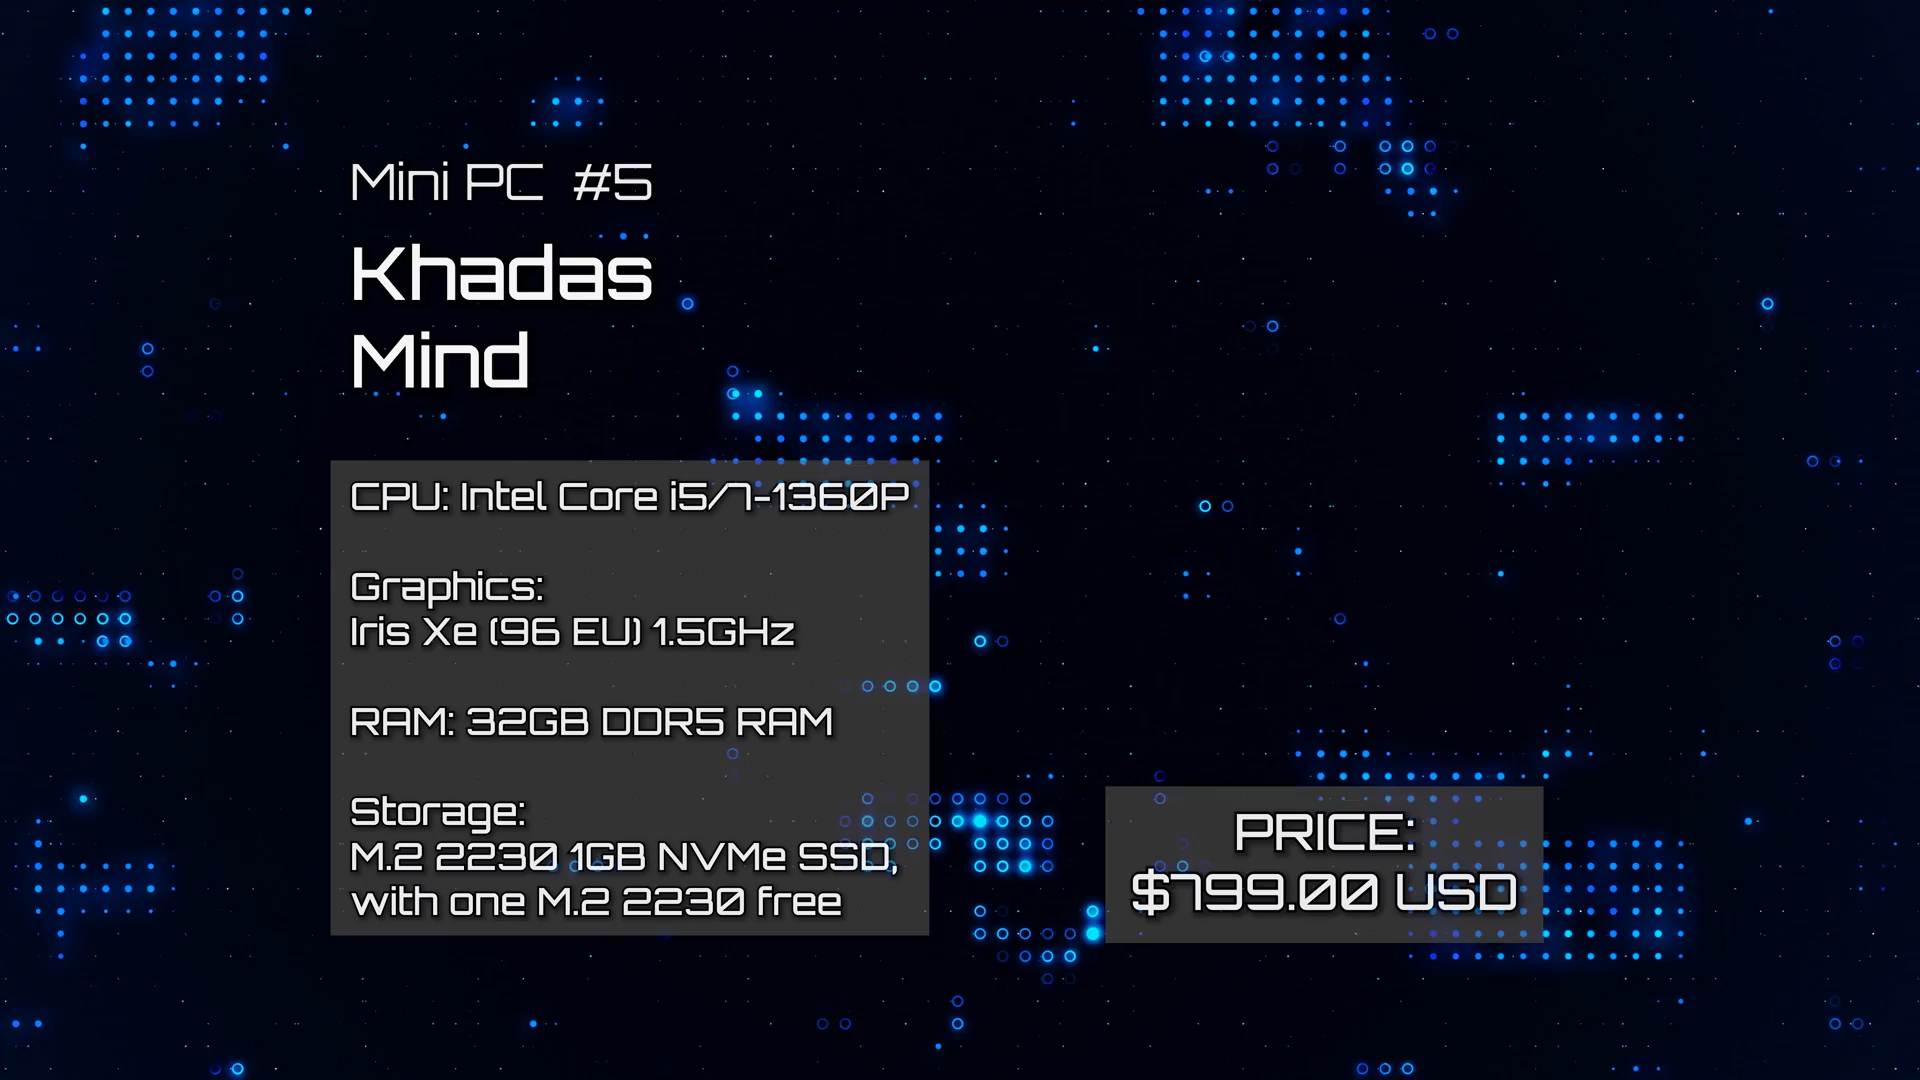 Mini PC #5
Khadas
Mind
CPU: Intel Core i5/7-1360P
Graphics:
Iris Xe (96 EU) 1.5GHz
RAM: 32GB DDR5 RAM
Storage:
M.2 2230 1GB NVMe SSD,
with one M.2 2230 free
PRICE:
$799.00 USD